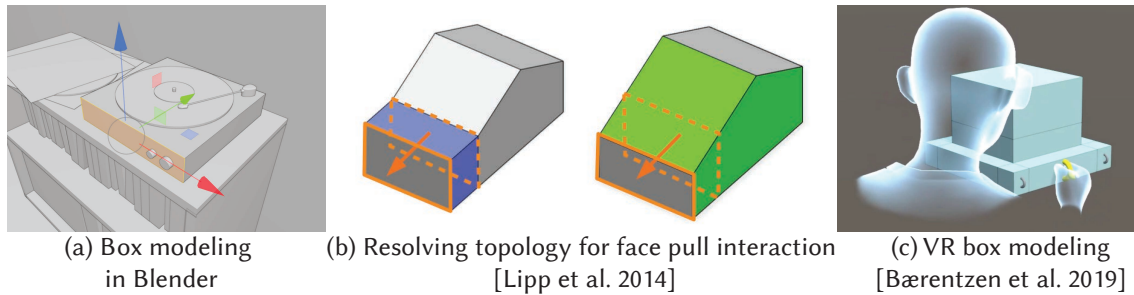 (a) Box modeling
in Blender
(b) Resolving topology for face pull interaction
[Lipp et al. 2014]
(c) VR box modeling
[Bærentzen et al. 2019]